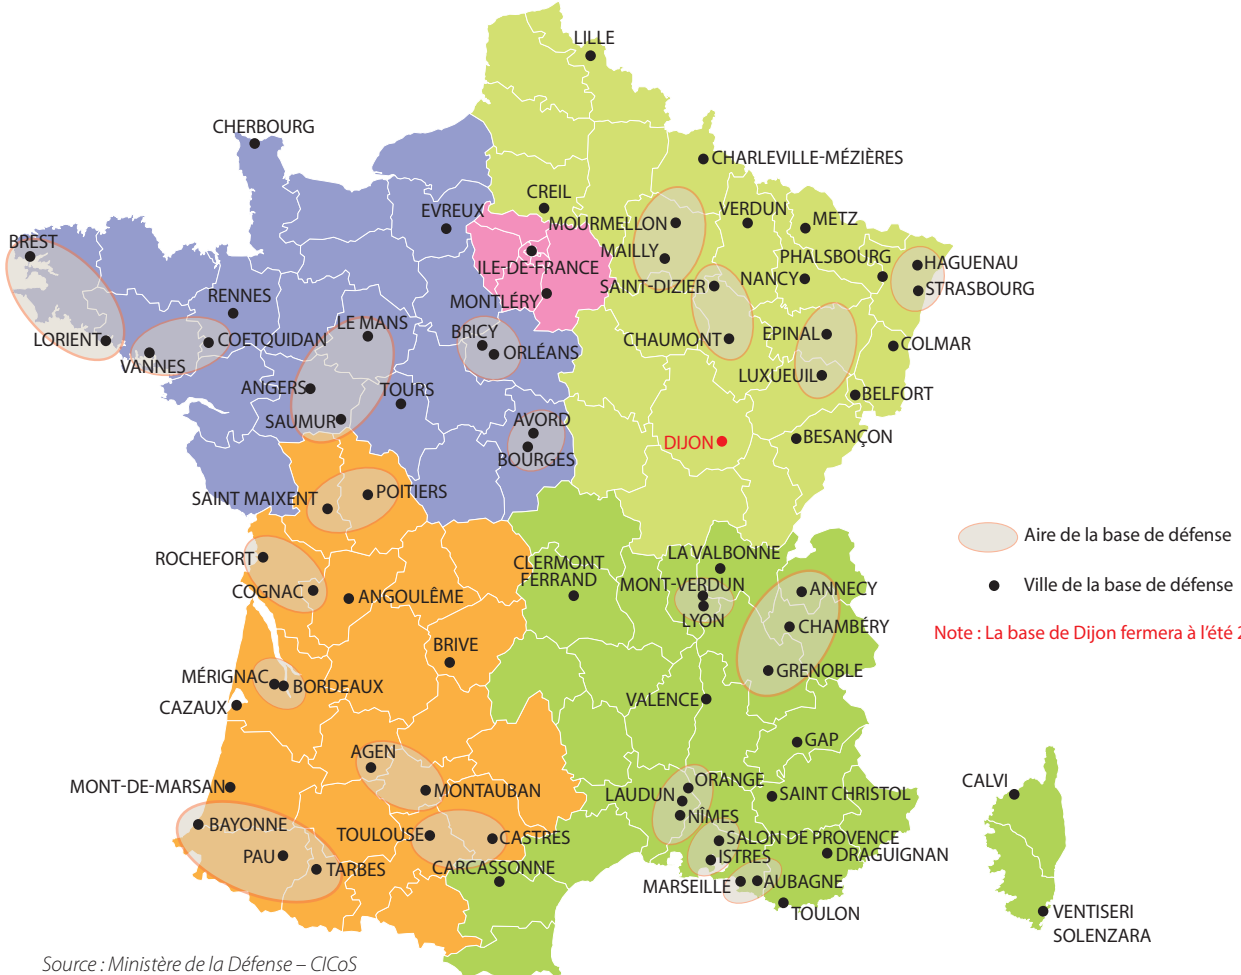 LILLE
CHERBOURG
CHARLEVILLE-MÉZIÈRES
CREIL
EVREUX
MOURMELLON
VERDUN
METZ
BREST
MAILLY
PHALSBOURG
HAGUENAU
ILE-DE-FRANCE
SAINT-DIZIER
NANCY
STRASBOURG
RENNES
MONTLÉRY
LE MANS
BRICY
LORIENT
COETQUIDAN
ORLÉANS
CHAUMONT
EPINAL
COLMAR
VANNES
LUXUEUIL
ANGERS
TOURS
BELFORT
SAUMUR
AVORD
BOURGES
DIJON
BESANÇON
SAINT MAIXENT
POITIERS
Aire de la base de défense
ROCHEFORT
CLERMONT
FERRAND
LA VALBONNE
MONT-VERDUN
Ville de la base de défense
COGNAC
ANGOULÊME
ANNECY
LYON
CHAMBÉRY
Note : La base de Dijon fermera à l'été 2
BRIVE
GRENOBLE
MÉRIGNAC
BORDEAUX
VALENCE
CAZAUX
GAP
AGEN
MONT-DE-MARSAN
MONTAUBAN
ORANGE
LAUDUN
SAINT CHRISTOL
CALVI
NÎMES
BAYONNE
TOULOUSE
CASTRES
SALON DE PROVENCE
PAU
TARBES
CARCASSONNE
ISTRES
DRAGUIGNAN
MARSEILLE
AUBAGNE
TOULON
VENTISERI
SOLENZARA
Source : Ministère de la Défense – CICoS